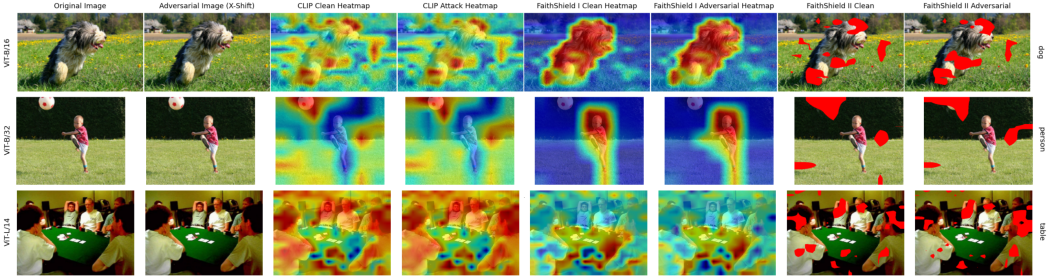 Original Image
Adversarial Image (X-Shift)
CLIP Clean Heatmap
CLIP Attack Heatmap
FaithShield I Clean Heatmap
FaithShield I Adversarial Heatmap
FaithShield II Clean
FaithShield II Adversarial
ViT-B/16
dog
ViT-B/32
person
ViT-L/14
table